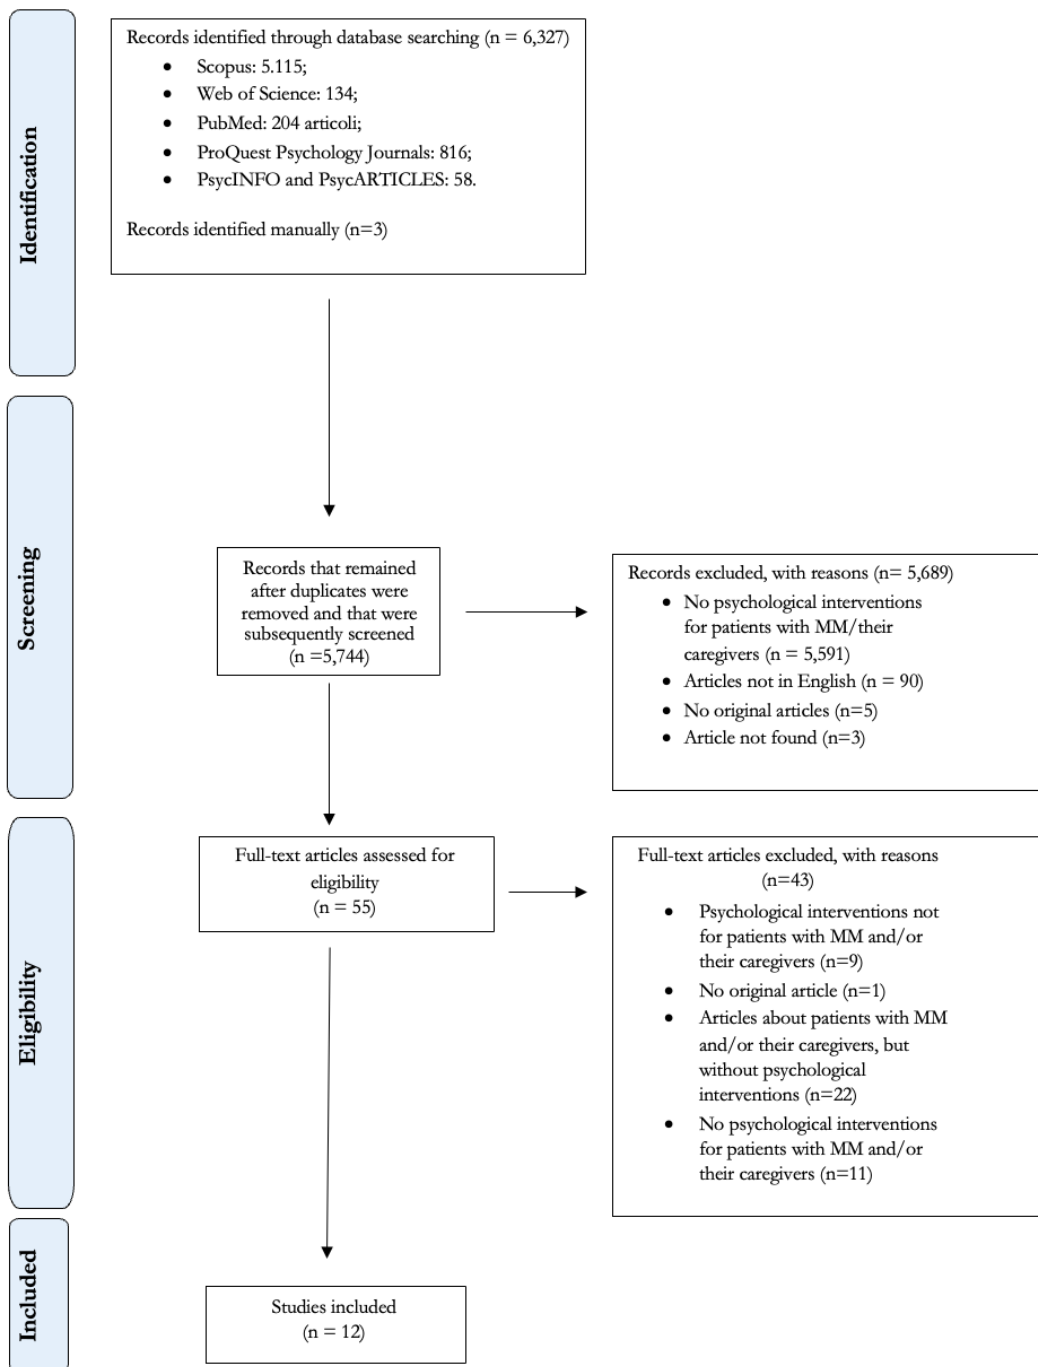 Identification
Records identified through database searching (n = 6,327)
• Scopus: 5.115;
• Web of Science: 134;
• PubMed: 204 articoli;
• ProQuest Psychology Journals: 816;
• PsycINFO and PsycARTICLES: 58.
Records identified manually (n=3)
Screening
Records that remained
after duplicates were
removed and that were
subsequently screened
(n =5,744)
Records excluded, with reasons (n= 5,689)
• No psychological interventions
for patients with MM/their
caregivers (n = 5,591)
• Articles not in English (n = 90)
• No original articles (n=5)
• Article not found (n=3)
Eligibility
Full-text articles assessed for
eligibility
(n = 55)
Full-text articles excluded, with reasons
(n=43)
• Psychological interventions not
for patients with MM and/or
their caregivers (n=9)
• No original article (n=1)
• Articles about patients with MM
and/or their caregivers, but
without psychological
interventions (n=22)
• No psychological interventions
for patients with MM and/or
their caregivers (n=11)
Included
Studies included
(n = 12)